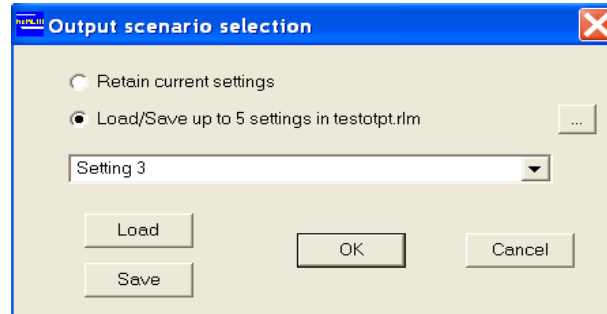 Output scenario selection
Retain current settings
Load/Save up to 5 settings in testotpt.rlm
...
Setting 3
Load
OK
Cancel
Save